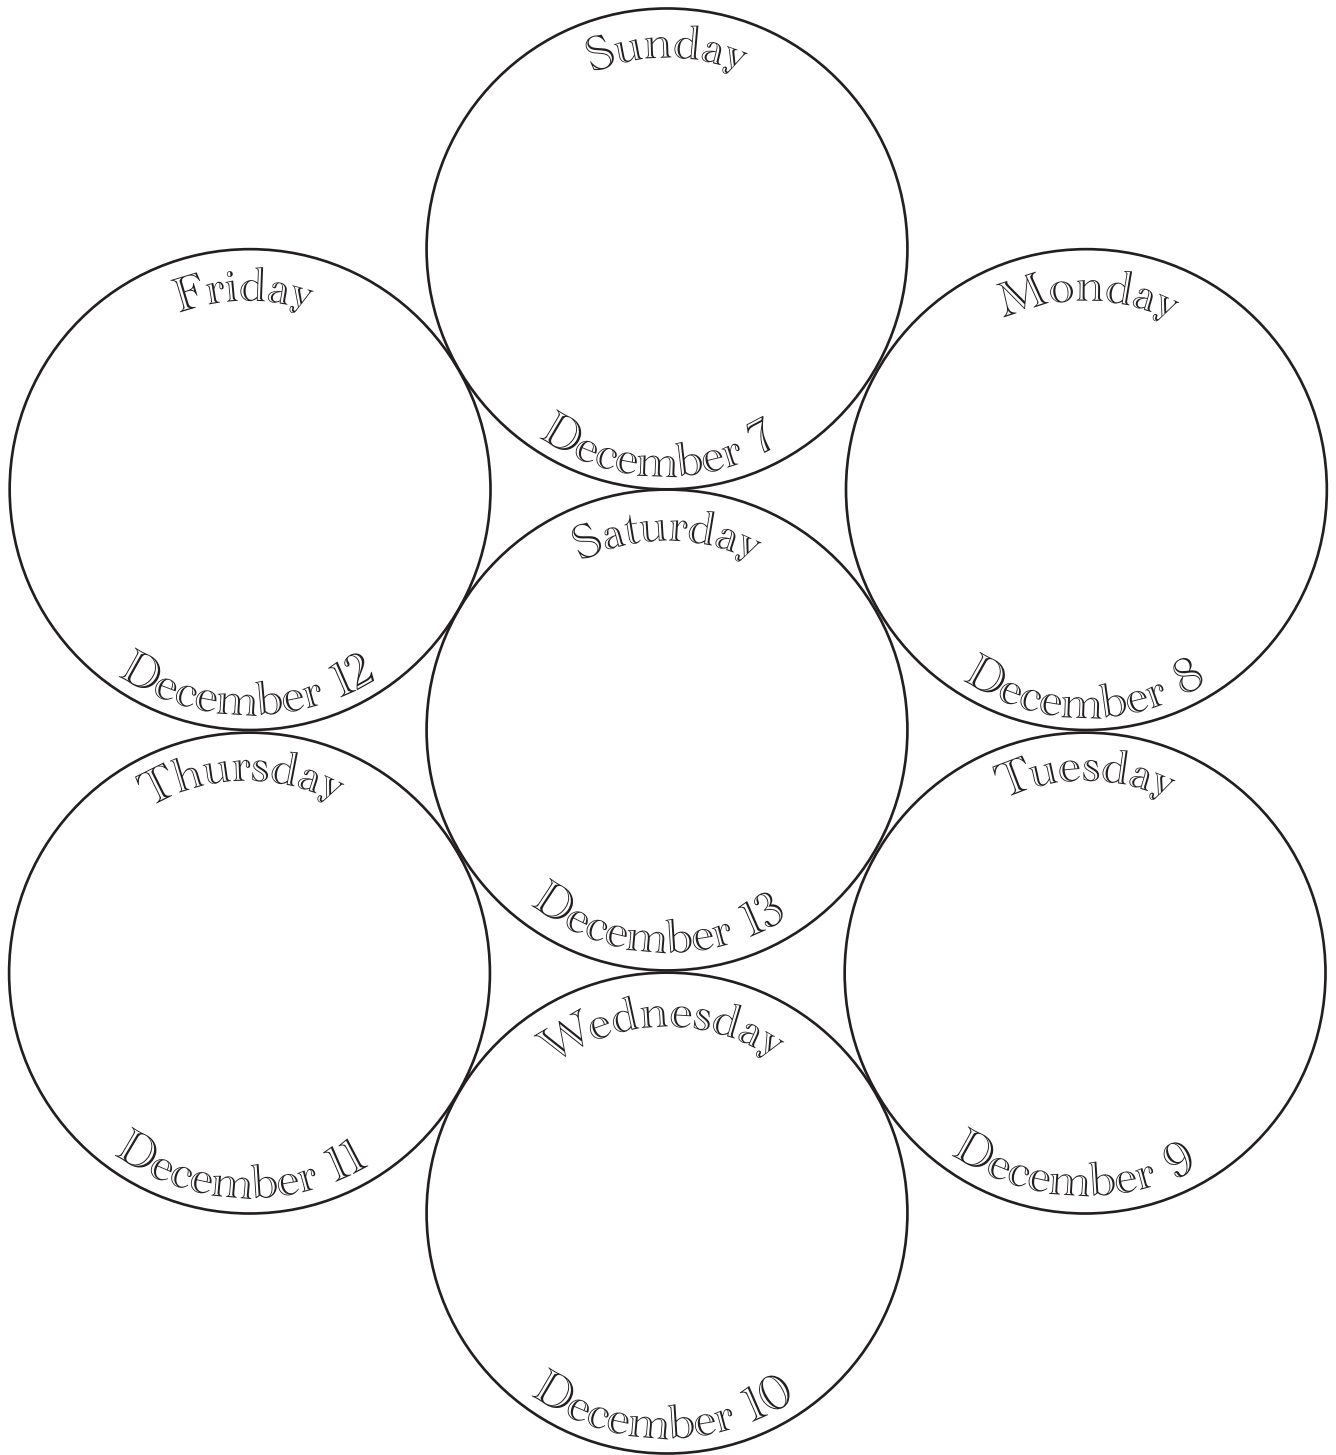 Sunday
December 7
Friday
December 12
Monday
December 8
Saturday
December 13
Thursday
December 11
Tuesday
December 9
Wednesday
December 10